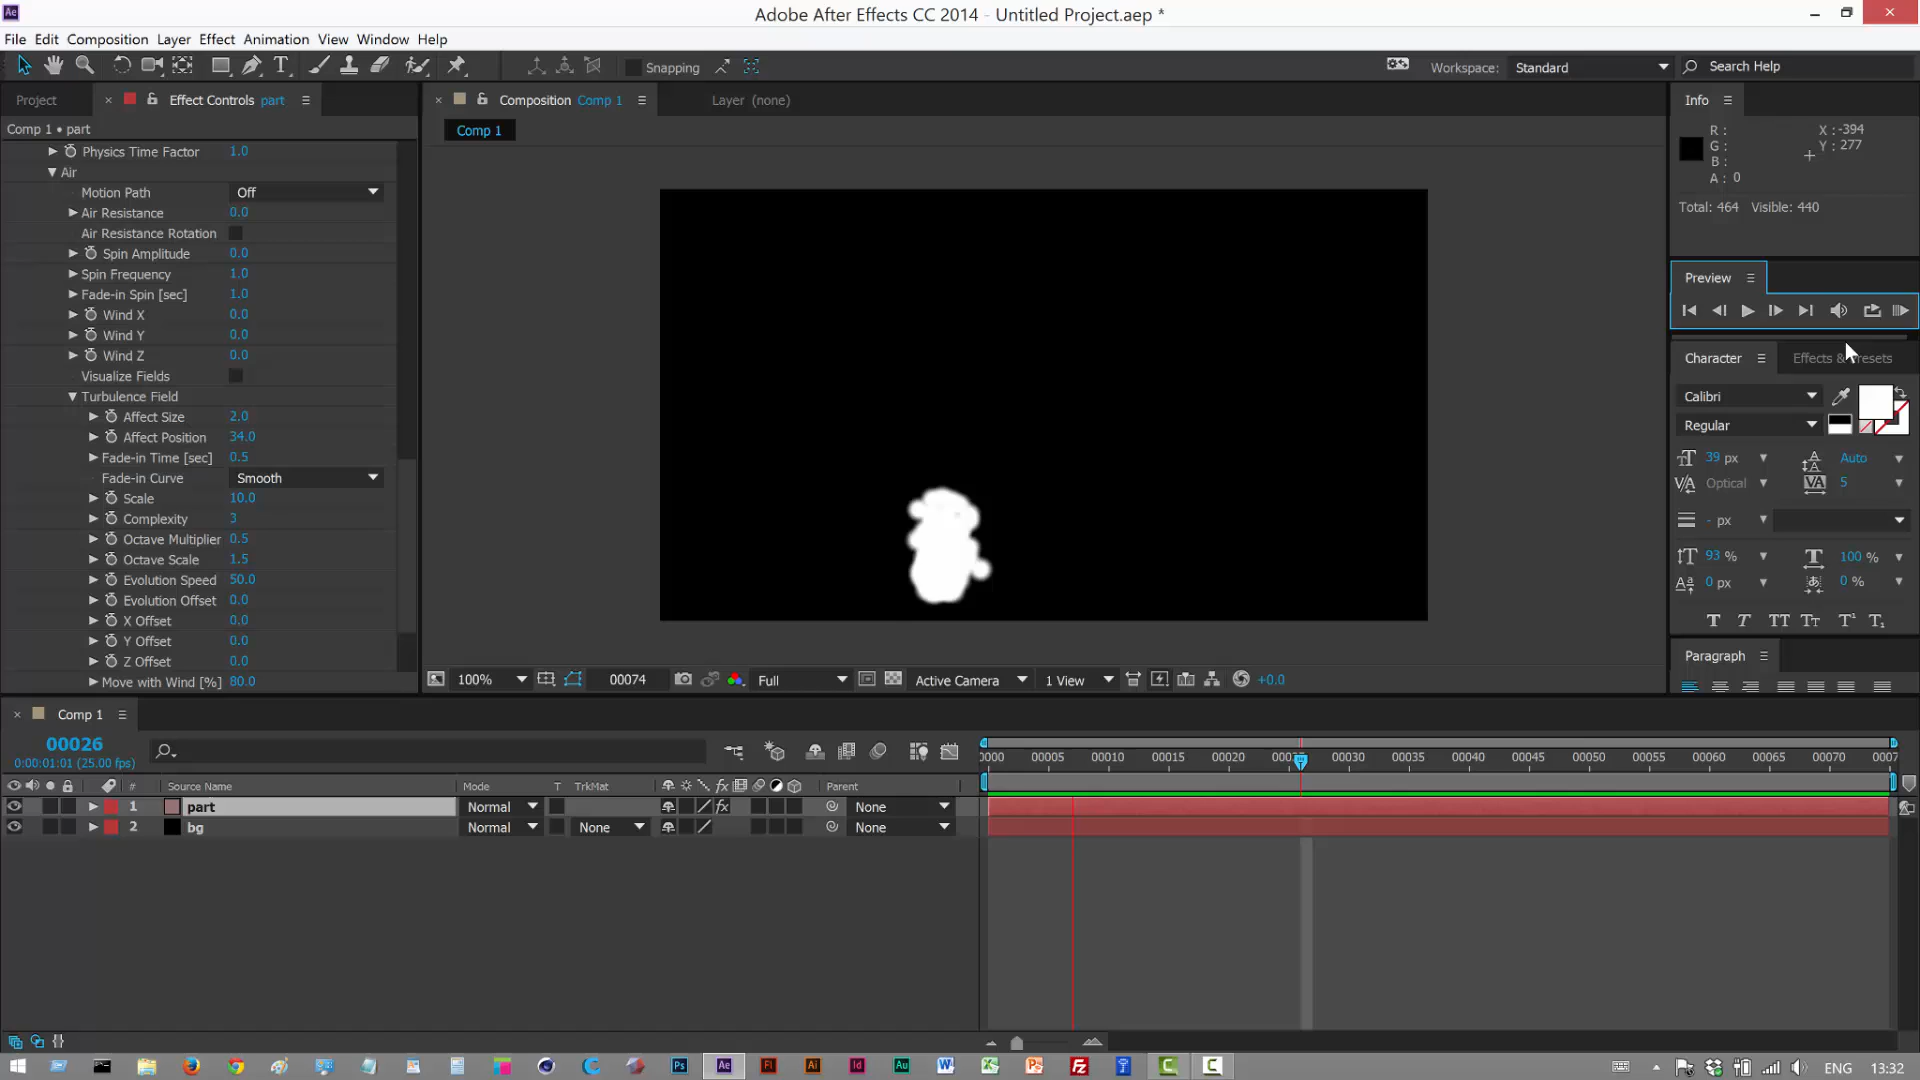 Adobe After Effects CC 2014 - Untitled Project.aep *
File Edit Composition Layer Effect Animation View Window Help
Snapping
Workspace: Standard
Search Help
Project
Effect Controls part
Composition Comp 1
Layer (none)
Comp 1 • part
Comp 1
Physics Time Factor 1.0
Air
Motion Path Off
Air Resistance 0.0
Air Resistance Rotation
Spin Amplitude 0.0
Spin Frequency 1.0
Fade-in Spin [sec] 1.0
Wind X 0.0
Wind Y 0.0
Wind Z 0.0
Visualize Fields
Turbulence Field
Affect Size 2.0
Affect Position 34.0
Fade-in Time [sec] 0.5
Fade-in Curve Smooth
Scale 10.0
Complexity 3
Octave Multiplier 0.5
Octave Scale 1.5
Evolution Speed 50.0
Evolution Offset 0.0
X Offset 0.0
Y Offset 0.0
Z Offset 0.0
Move with Wind [%] 80.0
100% 00074 Full Active Camera 1 View +0.0
Info
R : X : -394
G : Y : 277
B :
A : 0
Total: 464 Visible: 440
Preview
Character
Calibri
Regular
39 px Auto
Optical 5
- px
93 % 100 %
0 px 0 %
Paragraph
Comp 1
00026
0:00:01:01 (25.00 fps)
# Source Name Mode T TrkMat Parent
1 part Normal None
2 bg Normal None None
00005 00010 00015 00020 00030 00035 00040 00045 00050 00055 00060 00065 00070
ENG 13:32